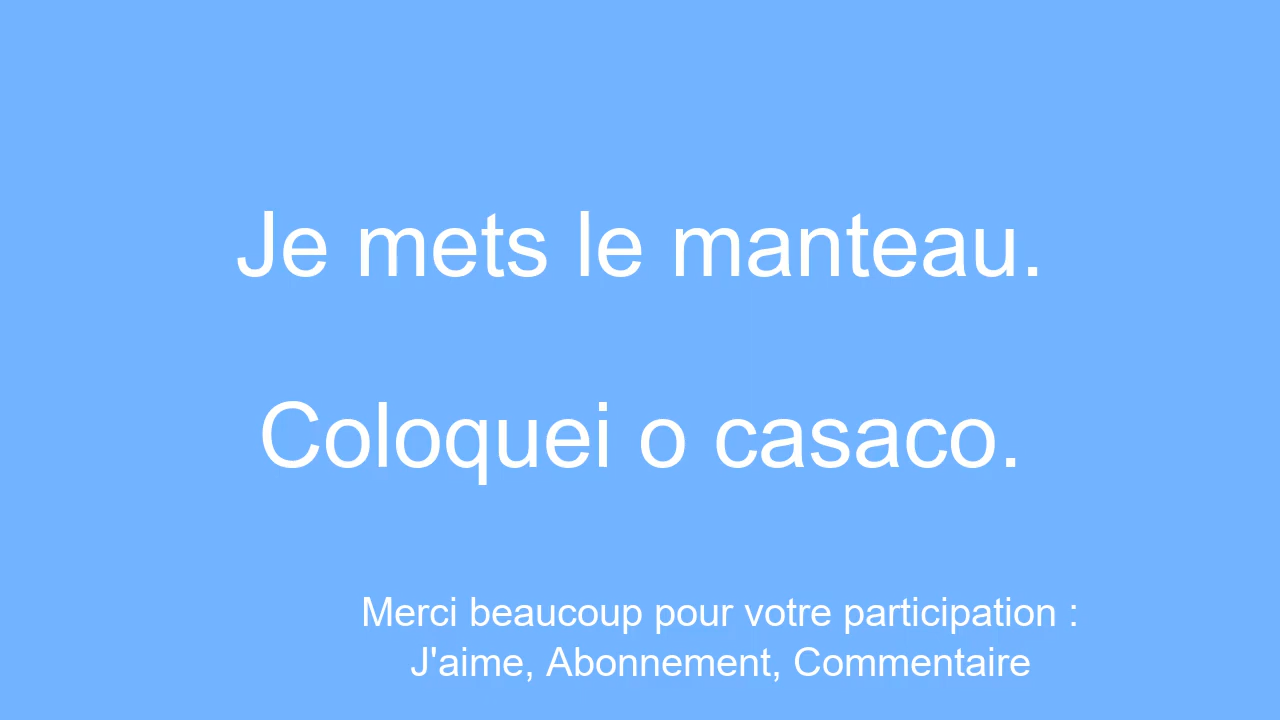 Je mets le manteau.
Coloquei o casaco.
Merci beaucoup pour votre participation :
J'aime, Abonnement, Commentaire